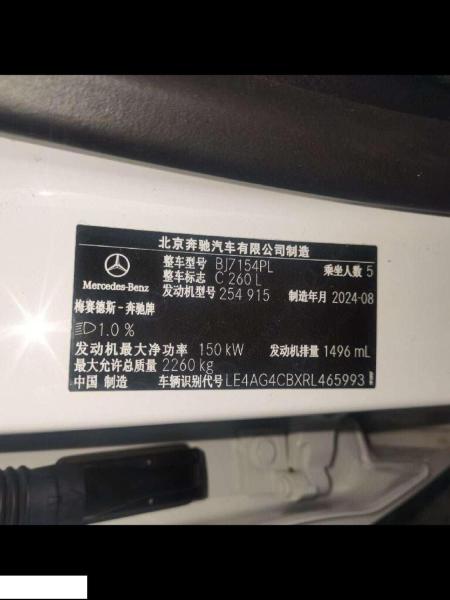 北京奔驰汽车有限公司制造
整车型号 BJ7154PL 乘坐人数 5
整车标志 C 260 L
Mercedes-Benz 发动机型号 254 915 制造年月 2024-08
梅赛德斯-奔驰牌
1.0 %
发动机最大净功率 150 kW 发动机排量 1496 mL
最大允许总质量 2260 kg
中国 制造 车辆识别代号 LE4AG4CBXRL465993